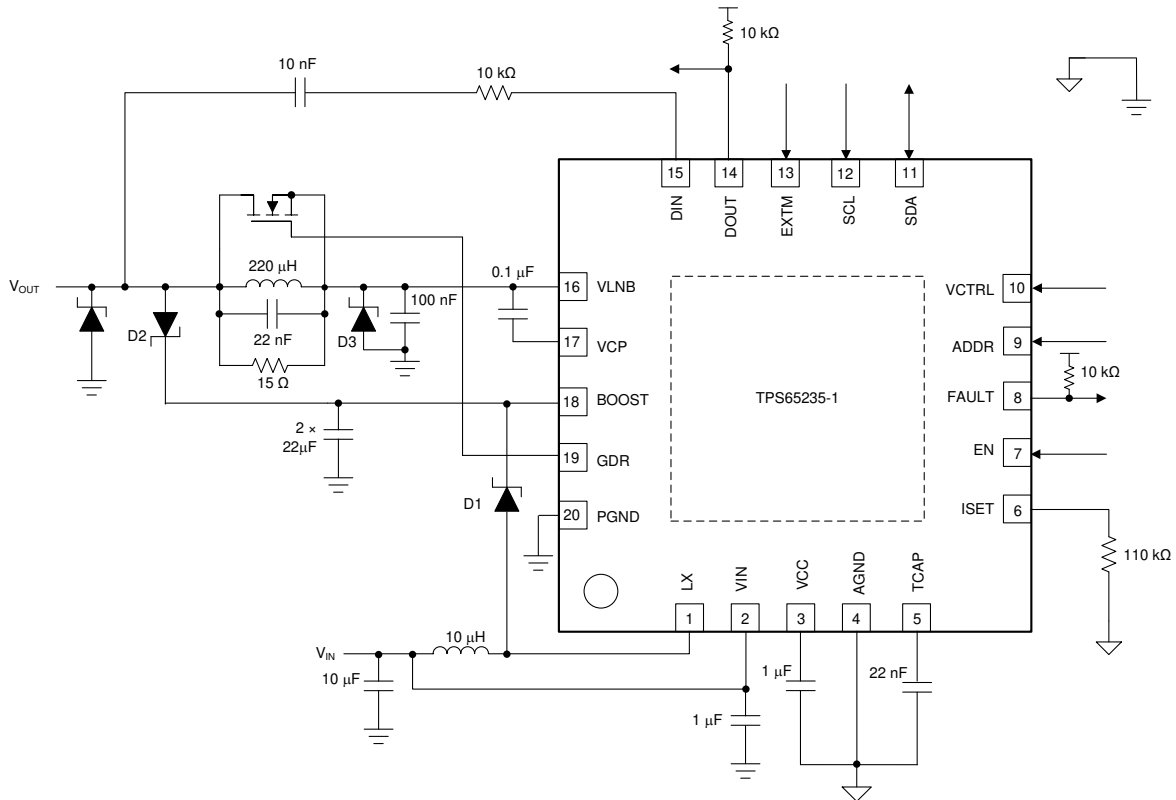 10 kΩ
10 nF
10 kΩ
15
14
13
12
11
DIN
DOUT
EXTM
SCL
SDA
220 μH
VOUT
D2
22 nF
15 Ω
D3
100 nF
0.1 μF
16 VLNB
17 VCP
18 BOOST
19 GDR
20 PGND
2 ×
22μF
D1
TPS65235-1
VCTRL 10
ADDR 9
10 kΩ
FAULT 8
EN 7
ISET 6
110 kΩ
LX
VIN
VCC
AGND
TCAP
1
2
3
4
5
VIN
10 μH
10 μF
1 μF
1 μF
22 nF